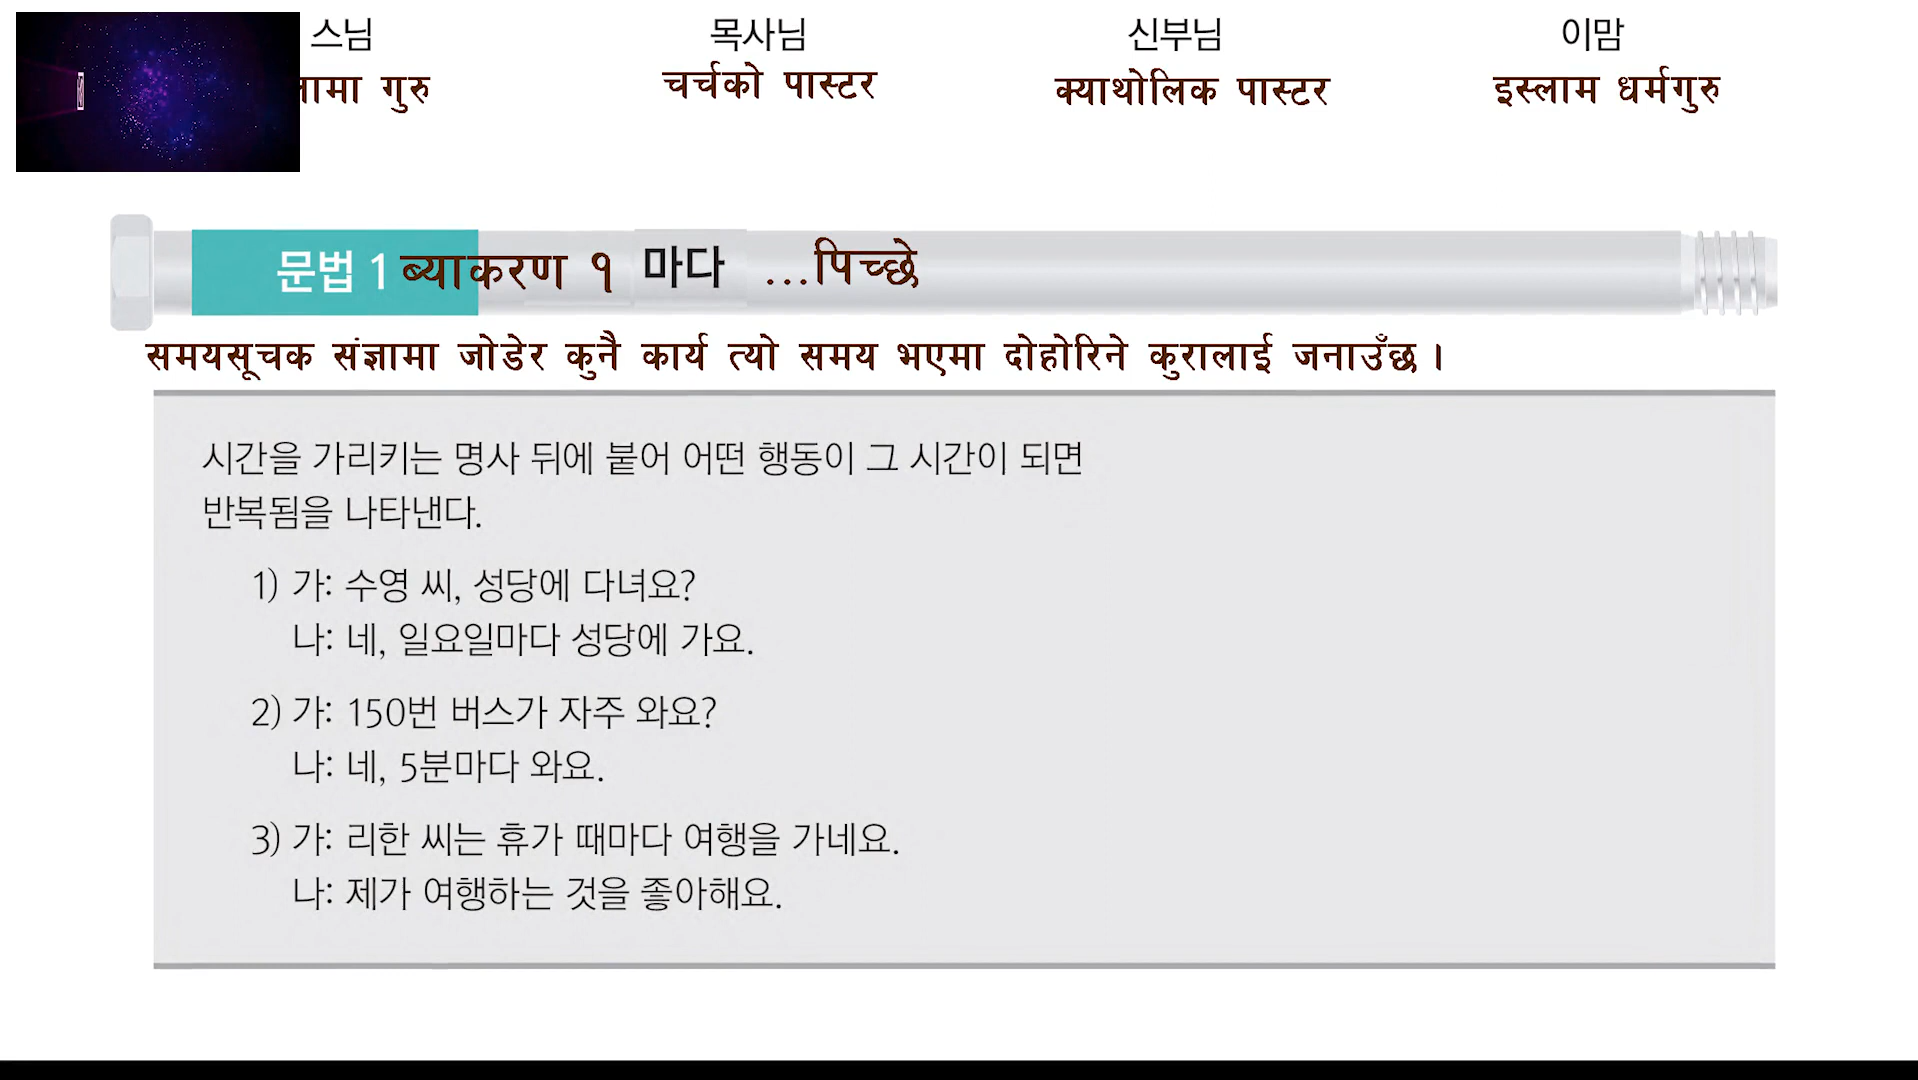 스님 목사님 신부님 이맘
गुरु चर्चको पास्टर क्याथोलिक पास्टर इस्लाम धर्मगुरु
문법 1 ब्याकरण १ 마다 ...पिच्छे
समयसूचक संज्ञामा जोडेर कुनै कार्य त्यो समय भएमा दोहोरिने कुरालाई जनाउँछ ।
시간을 가리키는 명사 뒤에 붙어 어떤 행동이 그 시간이 되면
반복됨을 나타낸다.
1) 가: 수영 씨, 성당에 다녀요?
나: 네, 일요일마다 성당에 가요.
2) 가: 150번 버스가 자주 와요?
나: 네, 5분마다 와요.
3) 가: 리한 씨는 휴가 때마다 여행을 가네요.
나: 제가 여행하는 것을 좋아해요.